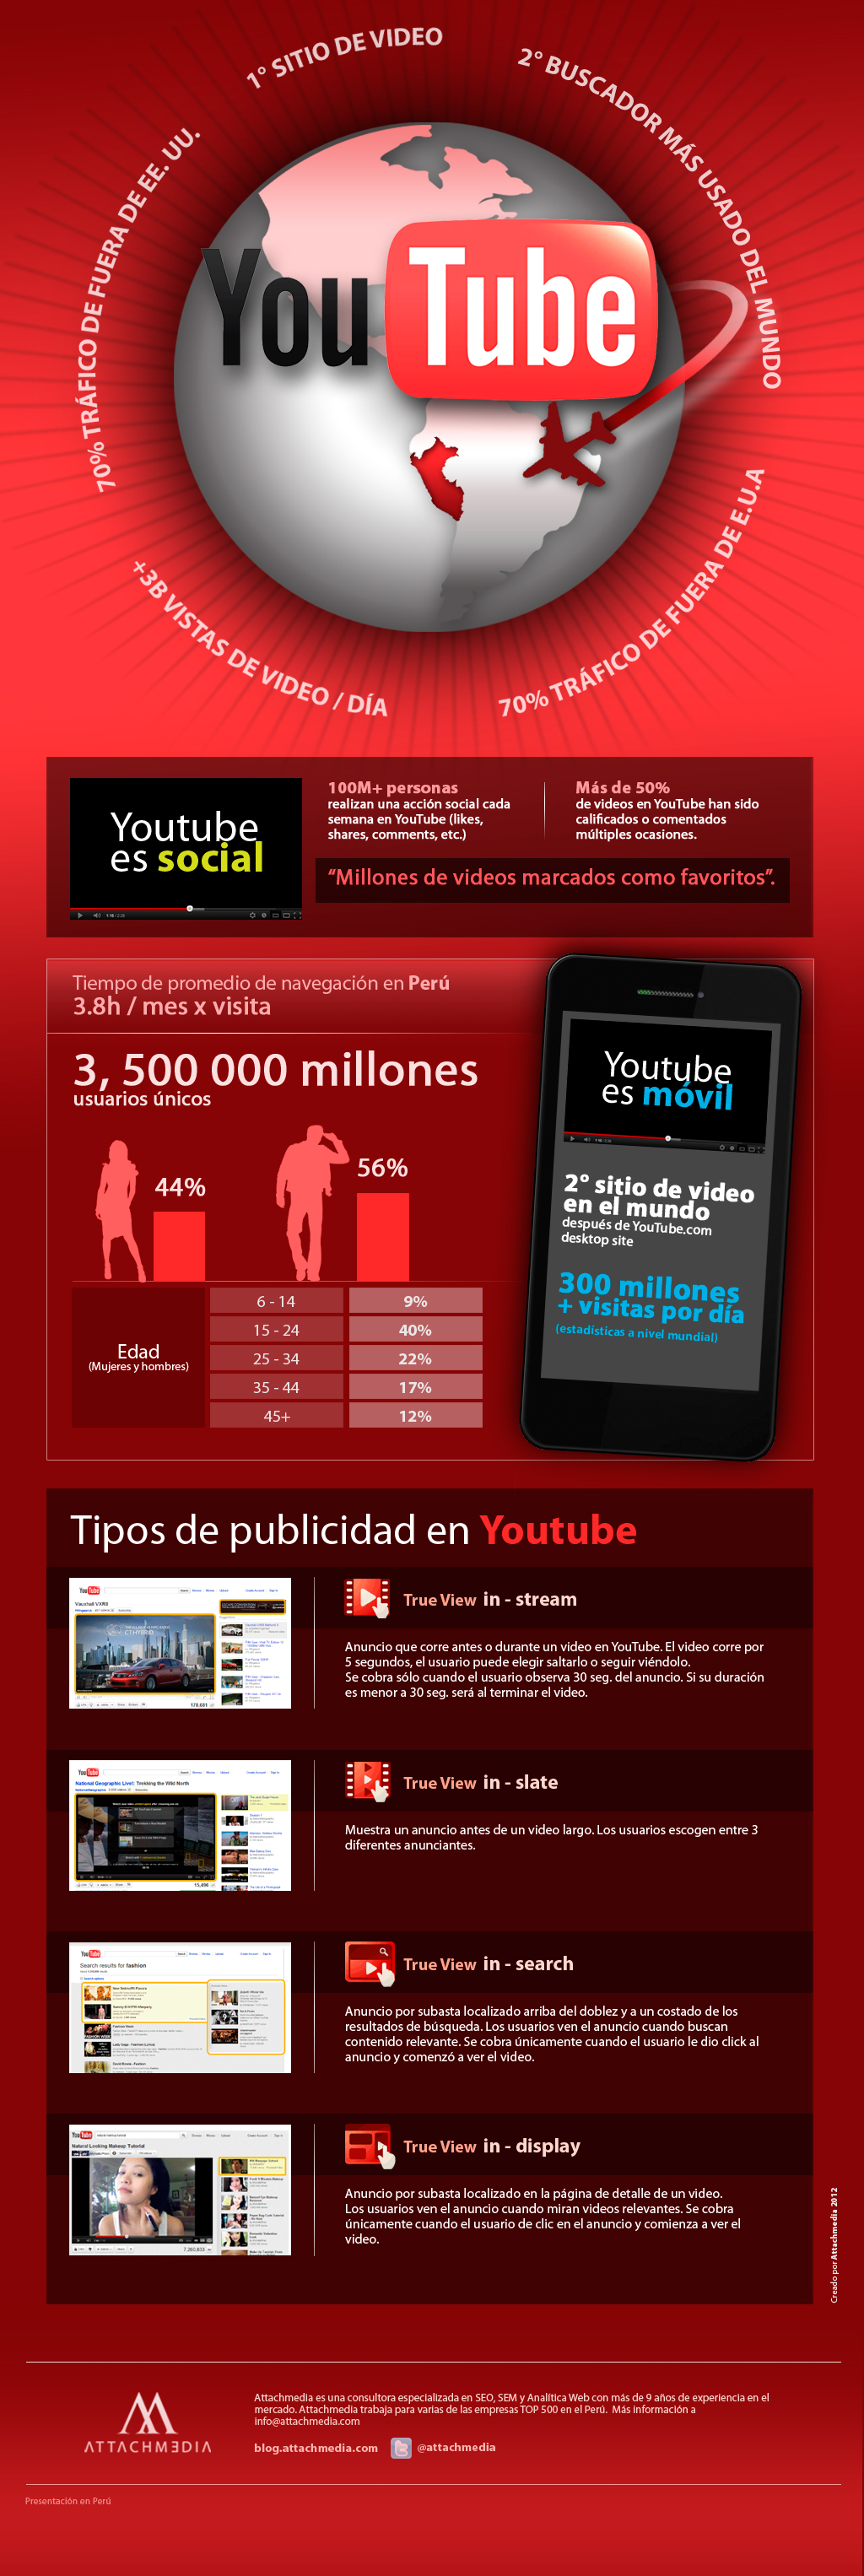 1° SITIO DE VIDEO
2° BUSCADOR MÁS USADO DEL MUNDO
70% TRÁFICO DE FUERA DE EE. UU.
YouTube
+3B VISTAS DE VIDEO / DÍA
70% TRÁFICO DE FUERA DE E.U.A
Youtube
es social
100M+ personas
realizan una acción social cada
semana en YouTube (likes,
shares, comments, etc.)
Más de 50%
de videos en YouTube han sido
calificados o comentados
múltiples ocasiones.
“Millones de videos marcados como favoritos”.
Tiempo de promedio de navegación en Perú
3.8h / mes x visita
3, 500 000 millones
usuarios únicos
44%
56%
Edad
(Mujeres y hombres)
6 - 14 9%
15 - 24 40%
25 - 34 22%
35 - 44 17%
45+ 12%
Youtube
es móvil
2° sitio de video
en el mundo
después de YouTube.com
desktop site
300 millones
+ visitas por día
(estadísticas a nivel mundial)
Tipos de publicidad en Youtube
Vauxhall VXR8
True View in - stream
Anuncio que corre antes o durante un video en YouTube. El video corre por
5 segundos, el usuario puede elegir saltarlo o seguir viéndolo.
Se cobra sólo cuando el usuario observa 30 seg. del anuncio. Si su duración
es menor a 30 seg. será al terminar el video.
National Geographic Live!: Trekking the Wild North
True View in - slate
Muestra un anuncio antes de un video largo. Los usuarios escogen entre 3
diferentes anunciantes.
Search results for fashion
True View in - search
Anuncio por subasta localizado arriba del doblez y a un costado de los
resultados de búsqueda. Los usuarios ven el anuncio cuando buscan
contenido relevante. Se cobra únicamente cuando el usuario le dio click al
anuncio y comenzó a ver el video.
Natural Looking Makeup Tutorial
True View in - display
Anuncio por subasta localizado en la página de detalle de un video.
Los usuarios ven el anuncio cuando miran videos relevantes. Se cobra
únicamente cuando el usuario de clic en el anuncio y comienza a ver el
video.
Creado por Attachmedia 2012
ATTACHMEDIA
Attachmedia es una consultora especializada en SEO, SEM y Analítica Web con más de 9 años de experiencia en el
mercado. Attachmedia trabaja para varias de las empresas TOP 500 en el Perú. Más información a
info@attachmedia.com
blog.attachmedia.com @attachmedia
Presentación en Perú